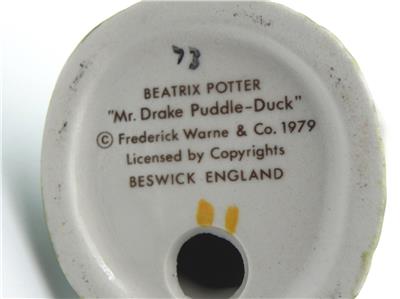 73
BEATRIX POTTER
"Mr. Drake Puddle-Duck"
© Frederick Warne & Co. 1979
Licensed by Copyrights
BESWICK ENGLAND